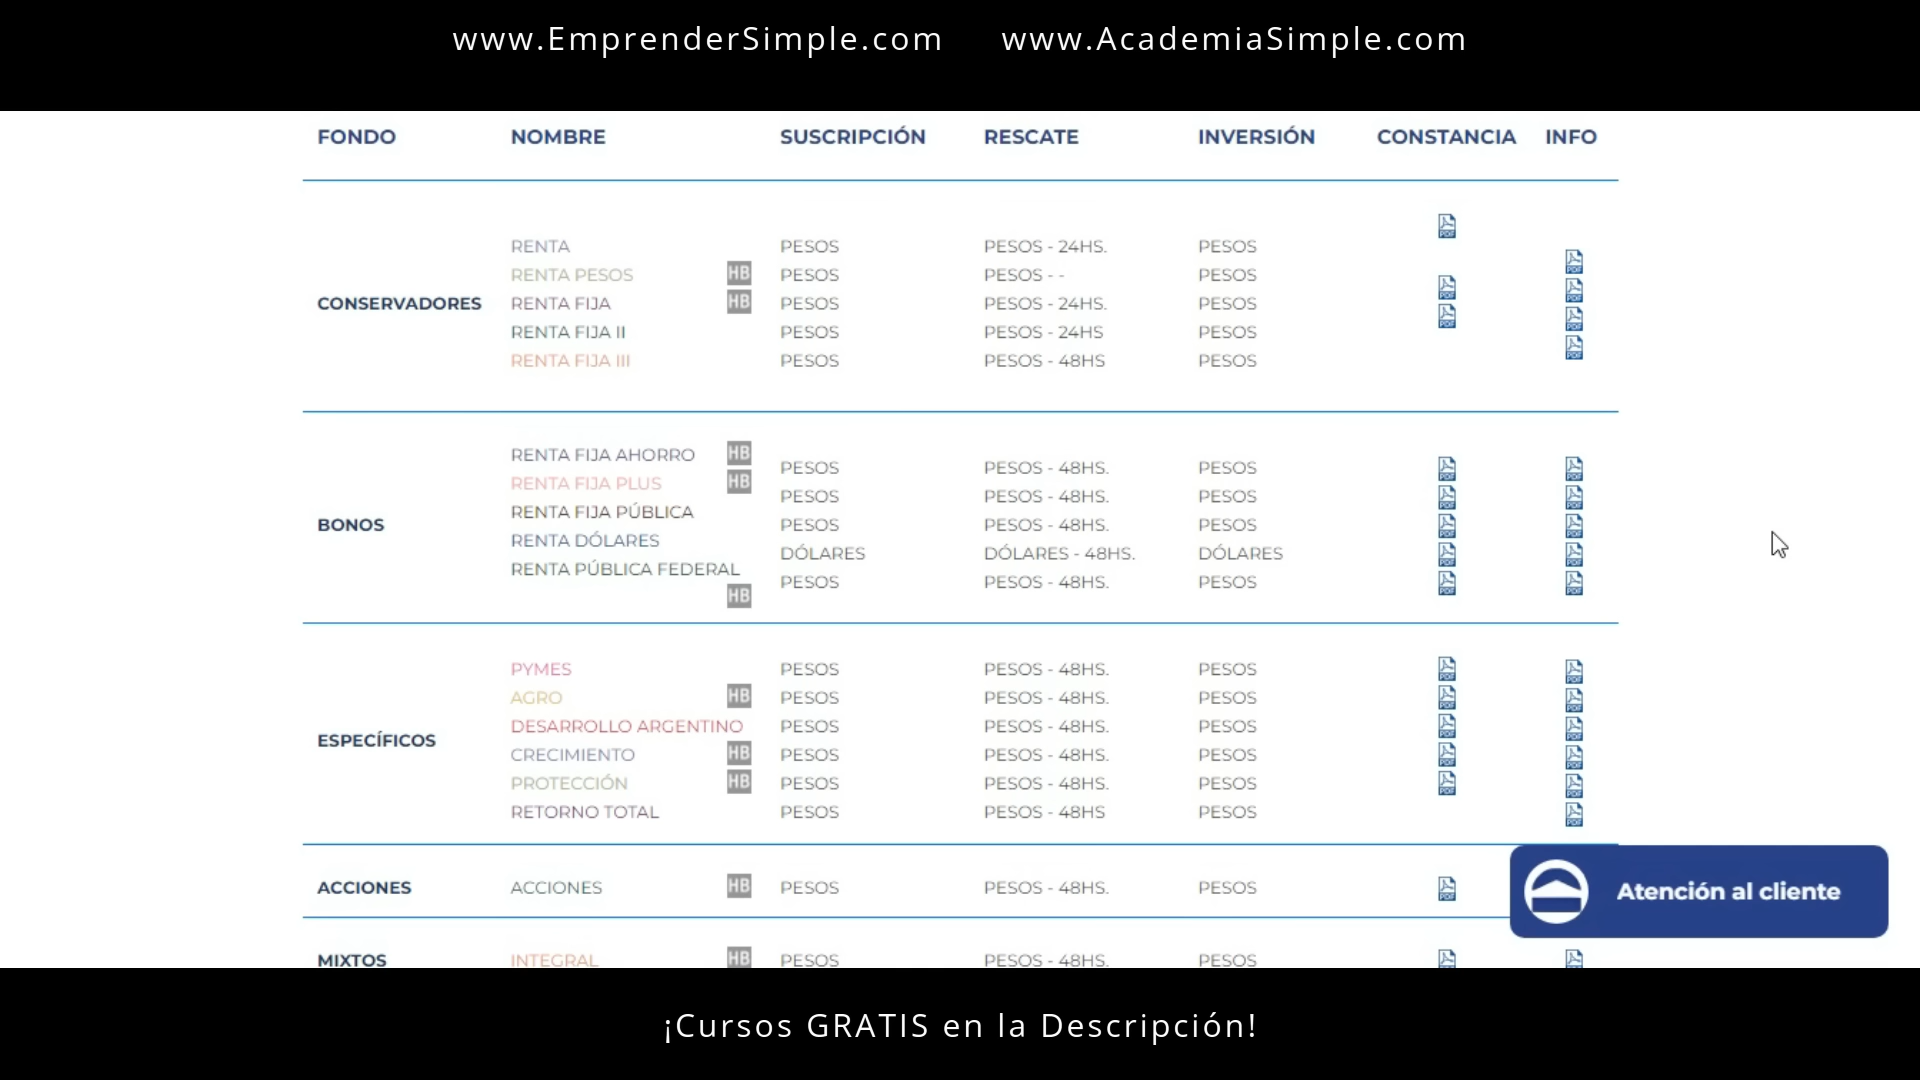 www.EmprenderSimple.com www.AcademiaSimple.com
FONDO NOMBRE SUSCRIPCIÓN RESCATE INVERSIÓN CONSTANCIA INFO
CONSERVADORES
RENTA PESOS PESOS - 24HS. PESOS
RENTA PESOS HB PESOS PESOS - - PESOS
RENTA FIJA HB PESOS PESOS - 24HS. PESOS
RENTA FIJA II PESOS PESOS - 24HS PESOS
RENTA FIJA III PESOS PESOS - 48HS PESOS
BONOS
RENTA FIJA AHORRO HB PESOS PESOS - 48HS. PESOS
RENTA FIJA PLUS HB PESOS PESOS - 48HS. PESOS
RENTA FIJA PÚBLICA PESOS PESOS - 48HS. PESOS
RENTA DÓLARES DÓLARES DÓLARES - 48HS. DÓLARES
RENTA PÚBLICA FEDERAL HB PESOS PESOS - 48HS. PESOS
ESPECÍFICOS
PYMES PESOS PESOS - 48HS. PESOS
AGRO HB PESOS PESOS - 48HS. PESOS
DESARROLLO ARGENTINO PESOS PESOS - 48HS. PESOS
CRECIMIENTO HB PESOS PESOS - 48HS. PESOS
PROTECCIÓN HB PESOS PESOS - 48HS. PESOS
RETORNO TOTAL PESOS PESOS - 48HS PESOS
ACCIONES ACCIONES HB PESOS PESOS - 48HS. PESOS
Atención al cliente
MIXTOS INTEGRAL HB PESOS PESOS - 48HS. PESOS
¡Cursos GRATIS en la Descripción!